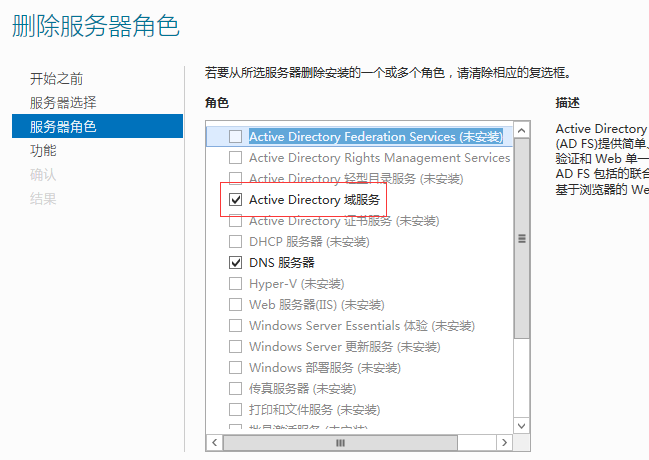 删除服务器角色
开始之前
服务器选择
服务器角色
功能
确认
结果
若要从所选服务器删除安装的一个或多个角色，请清除相应的复选框。
角色
Active Directory Federation Services (未安装)
Active Directory Rights Management Services
Active Directory 轻型目录服务 (未安装)
Active Directory 域服务
Active Directory 证书服务 (未安装)
DHCP 服务器 (未安装)
DNS 服务器
Hyper-V (未安装)
Web 服务器(IIS) (未安装)
Windows Server Essentials 体验 (未安装)
Windows Server 更新服务 (未安装)
Windows 部署服务 (未安装)
传真服务器 (未安装)
打印和文件服务 (未安装)
批量激活服务 (未安装)
描述
Active Directory
(AD FS)提供简单、
验证和 Web 单一
AD FS 包括的联合
基于浏览器的 We